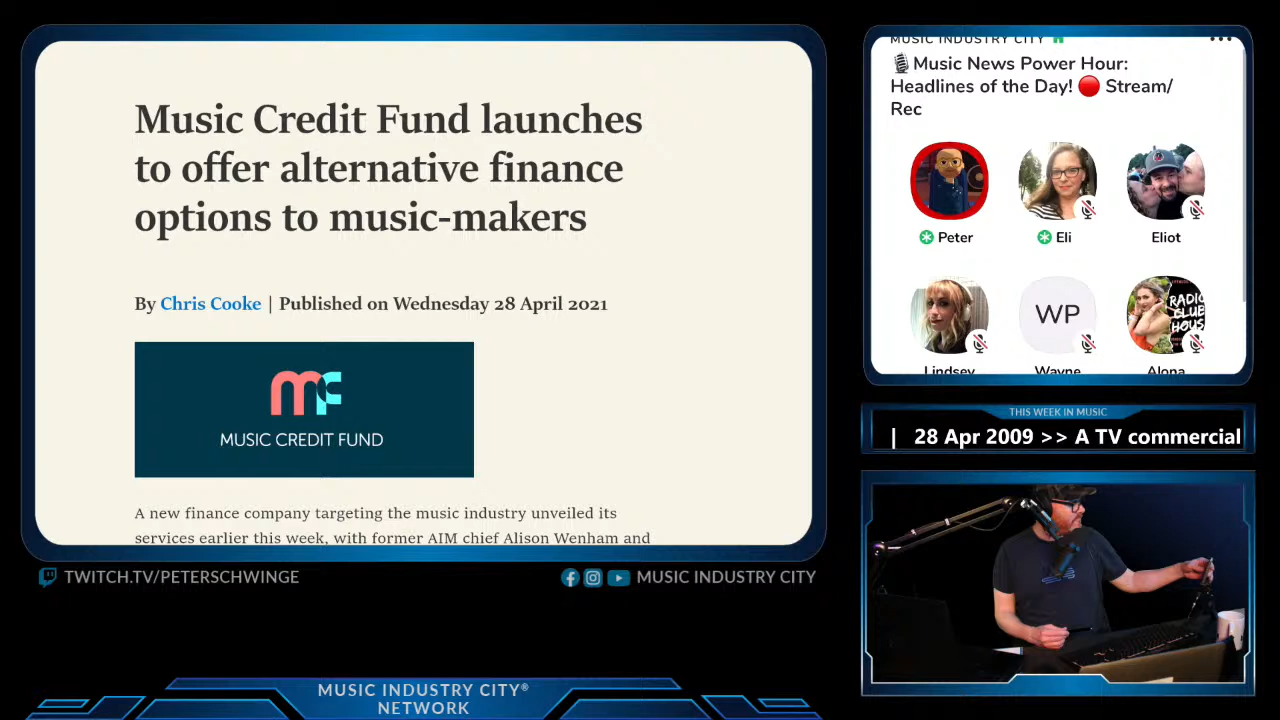 Music Credit Fund launches
to offer alternative finance
options to music-makers
By Chris Cooke | Published on Wednesday 28 April 2021
mcf
MUSIC CREDIT FUND
A new finance company targeting the music industry unveiled its
services earlier this week, with former AIM chief Alison Wenham and
TWITCH.TV/PETERSCHWINGE
MUSIC INDUSTRY CITY
MUSIC INDUSTRY CITY®
NETWORK
MUSIC INDUSTRY CITY
Music News Power Hour:
Headlines of the Day! 🔴 Stream/
Rec
Peter
Eli
Eliot
WP
RADIO
CLUB
HOUSE
Lindsey
Wayne
Alona
THIS WEEK IN MUSIC
| 28 Apr 2009 >> A TV commercial